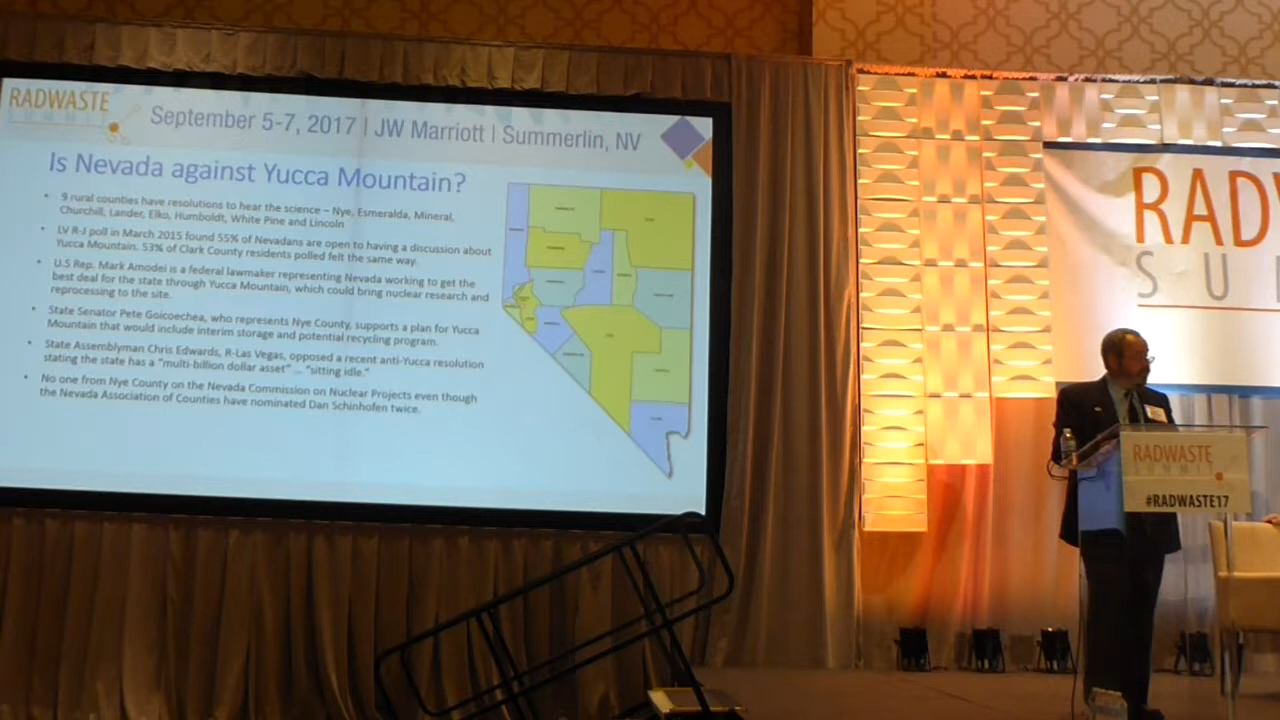 RADWASTE
SUMMIT
September 5-7, 2017 | JW Marriott | Summerlin, NV
Is Nevada against Yucca Mountain?
• 9 rural counties have resolutions to hear the science – Nye, Esmeralda, Mineral,
Churchill, Lander, Elko, Humboldt, White Pine and Lincoln
• LV R-J poll in March 2015 found 55% of Nevadans are open to having a discussion about
Yucca Mountain. 53% of Clark County residents polled felt the same way.
• U.S Rep. Mark Amodei is a federal lawmaker representing Nevada working to get the
best deal for the state through Yucca Mountain, which could bring nuclear research and
reprocessing to the site.
• State Senator Pete Goicoechea, who represents Nye County, supports a plan for Yucca
Mountain that would include interim storage and potential recycling program.
• State Assemblyman Chris Edwards, R-Las Vegas, opposed a recent anti-Yucca resolution
stating the state has a "multi-billion dollar asset" ... "sitting idle."
• No one from Nye County on the Nevada Commission on Nuclear Projects even though
the Nevada Association of Counties have nominated Dan Schinhofen twice.
RADW
SU
RADWASTE
SUMMIT
#RADWASTE17